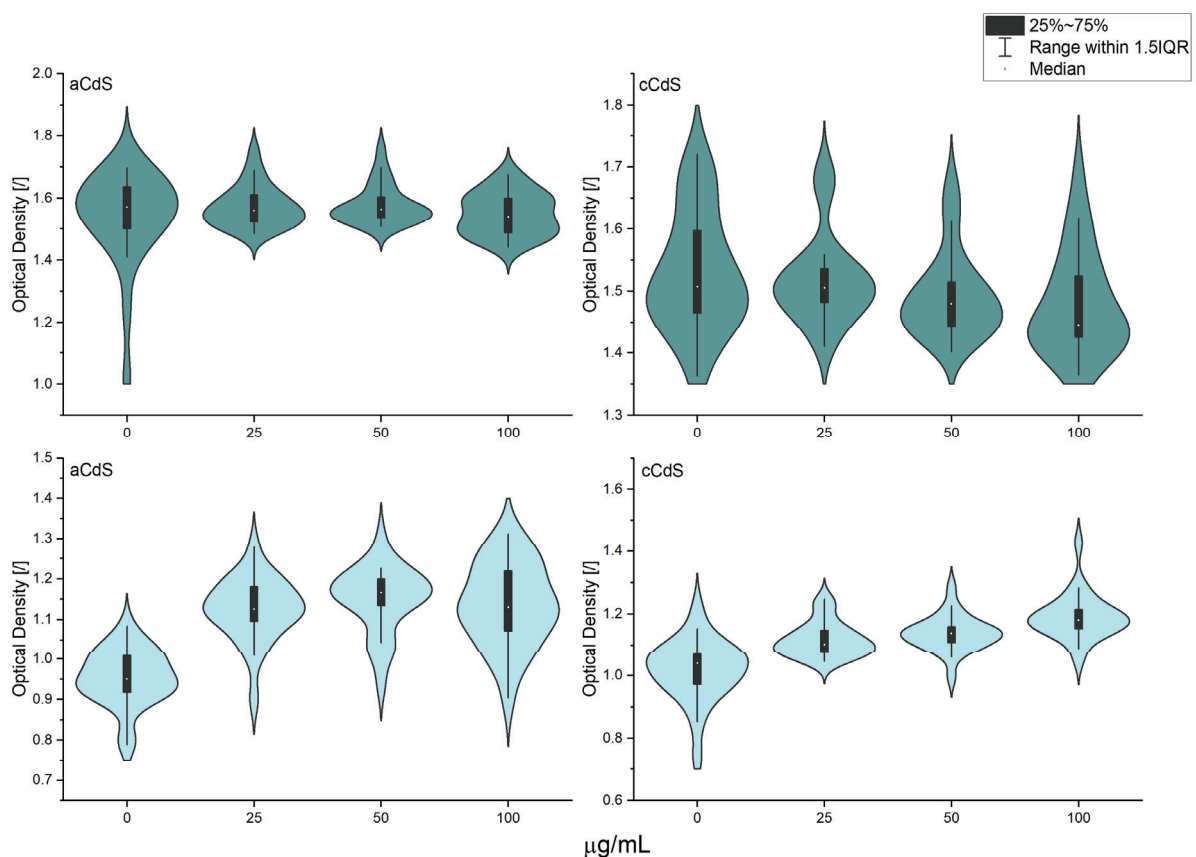 25%~75%
Range within 1.5IQR
Median
aCdS
Optical Density [/]
2.0
1.8
1.6
1.4
1.2
1.0
0 25 50 100
cCdS
Optical Density [/]
1.8
1.7
1.6
1.5
1.4
1.3
0 25 50 100
aCdS
Optical Density [/]
1.5
1.4
1.3
1.2
1.1
1.0
0.9
0.8
0.7
0 25 50 100
cCdS
Optical Density [/]
1.6
1.4
1.2
1.0
0.8
0.6
0 25 50 100
μg/mL